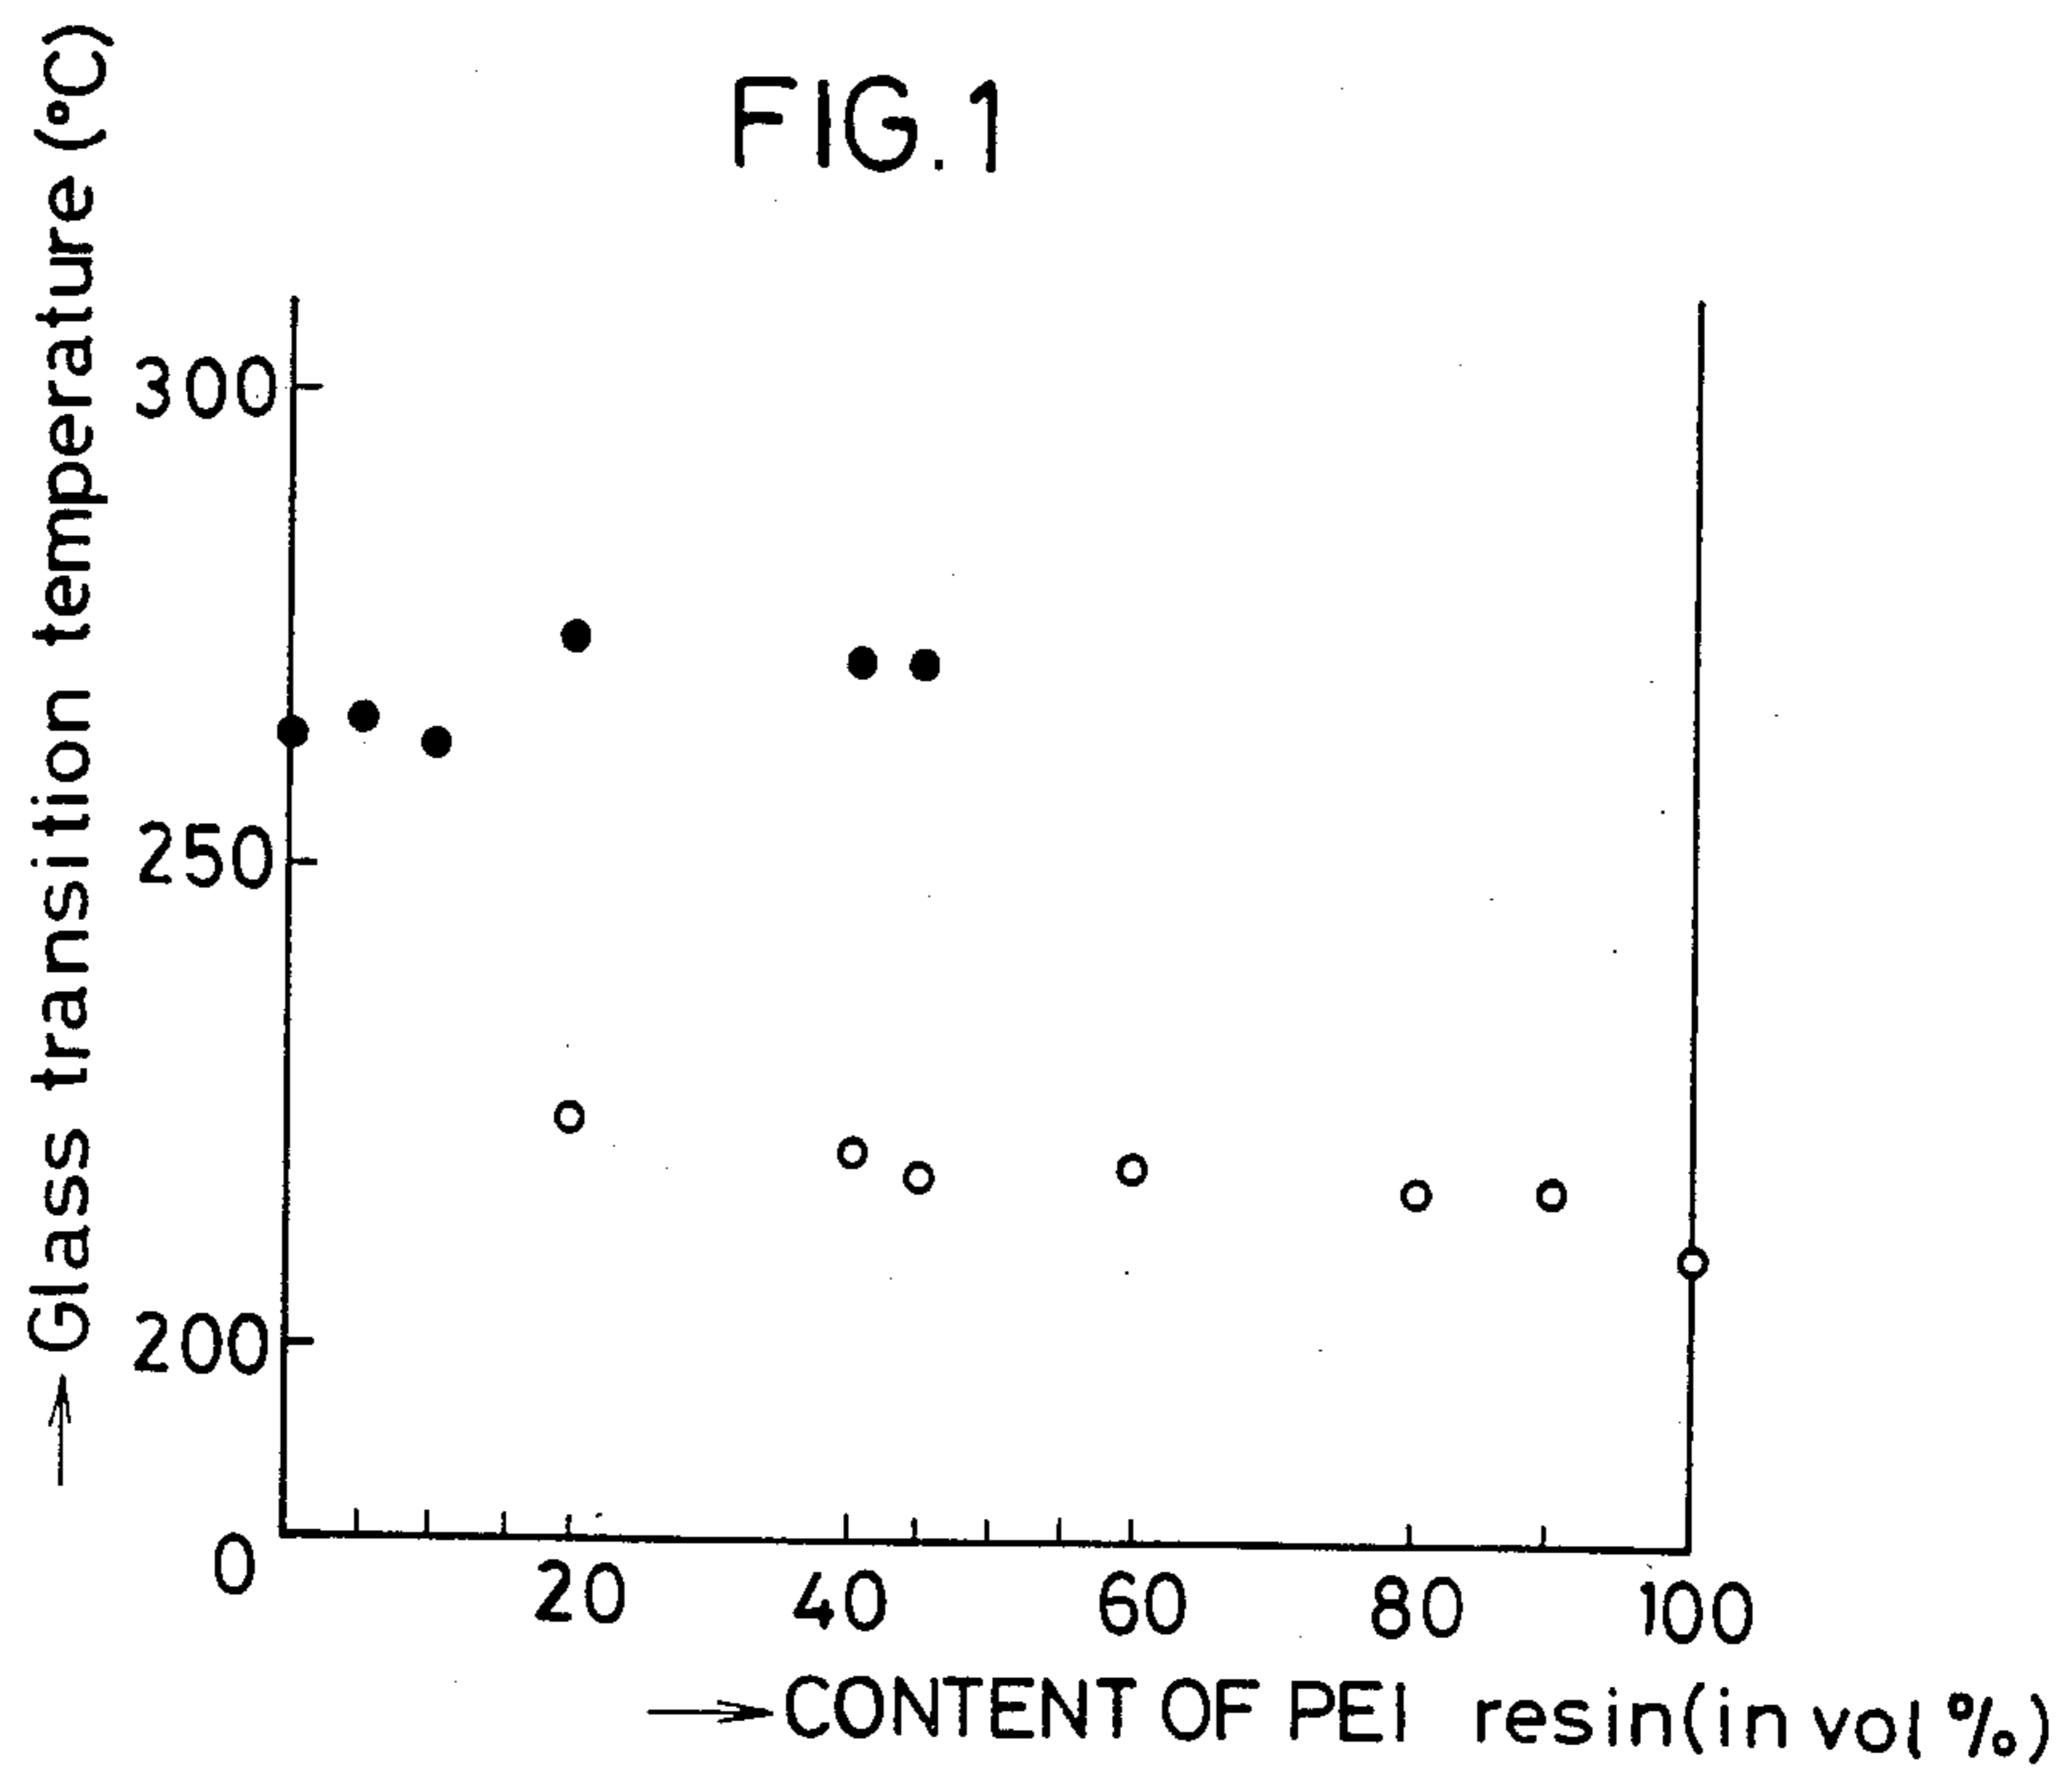 FIG.1
Glass transition temperature (°C)
300
250
200
0
20 40 60 80 100
CONTENT OF PEI resin (in vol %)